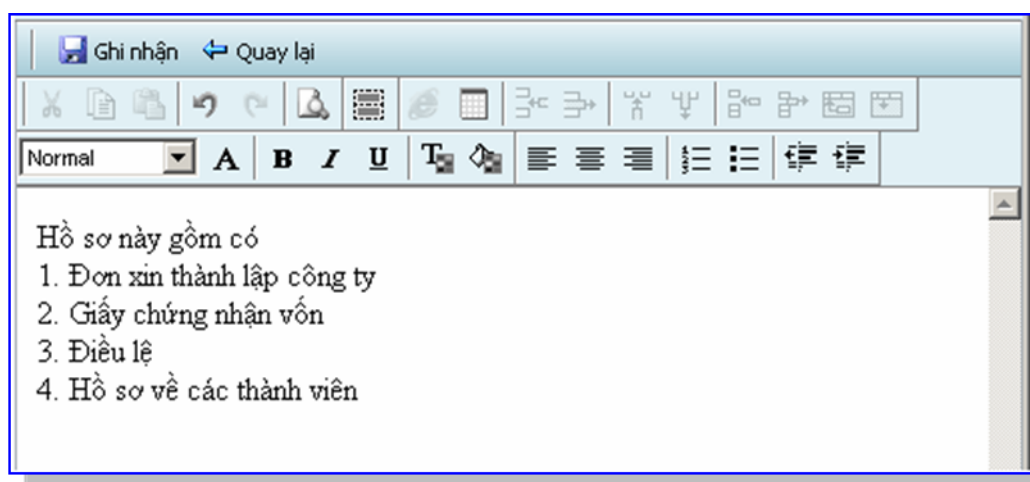 Ghi nhận Quay lại
Normal A B I U T
Hồ sơ này gồm có
1. Đơn xin thành lập công ty
2. Giấy chứng nhận vốn
3. Điều lệ
4. Hồ sơ về các thành viên